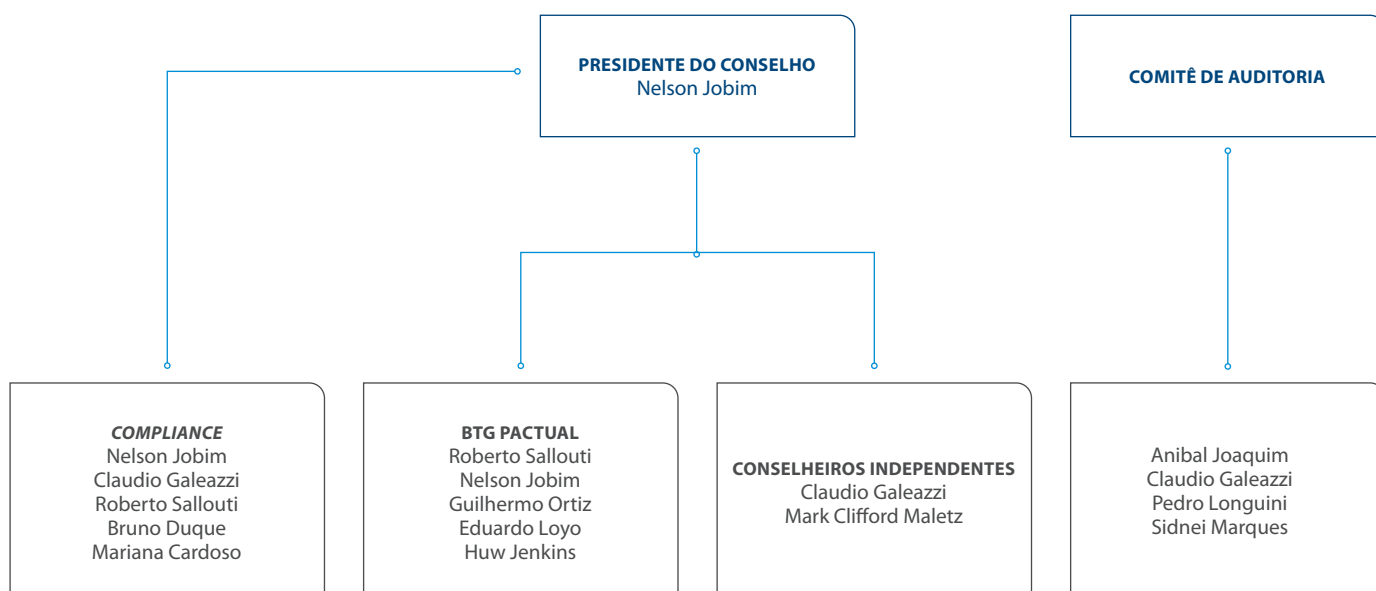 PRESIDENTE DO CONSELHO
Nelson Jobim
COMITÊ DE AUDITORIA
COMPLIANCE
Nelson Jobim
Claudio Galeazzi
Roberto Sallouti
Bruno Duque
Mariana Cardoso
BTG PACTUAL
Roberto Sallouti
Nelson Jobim
Guilhermo Ortiz
Eduardo Loyo
Huw Jenkins
CONSELHEIROS INDEPENDENTES
Claudio Galeazzi
Mark Clifford Maletz
Anibal Joaquim
Claudio Galeazzi
Pedro Longuini
Sidnei Marques